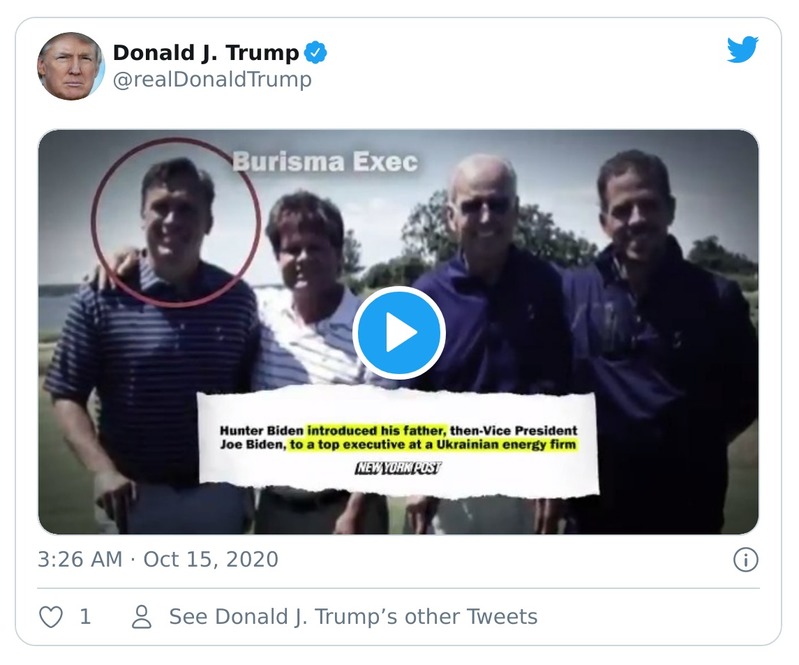 Donald J. Trump
@realDonaldTrump
Burisma Exec
Hunter Biden introduced his father, then-Vice President
Joe Biden, to a top executive at a Ukrainian energy firm
NEW YORK POST
3:26 AM · Oct 15, 2020
1
See Donald J. Trump’s other Tweets